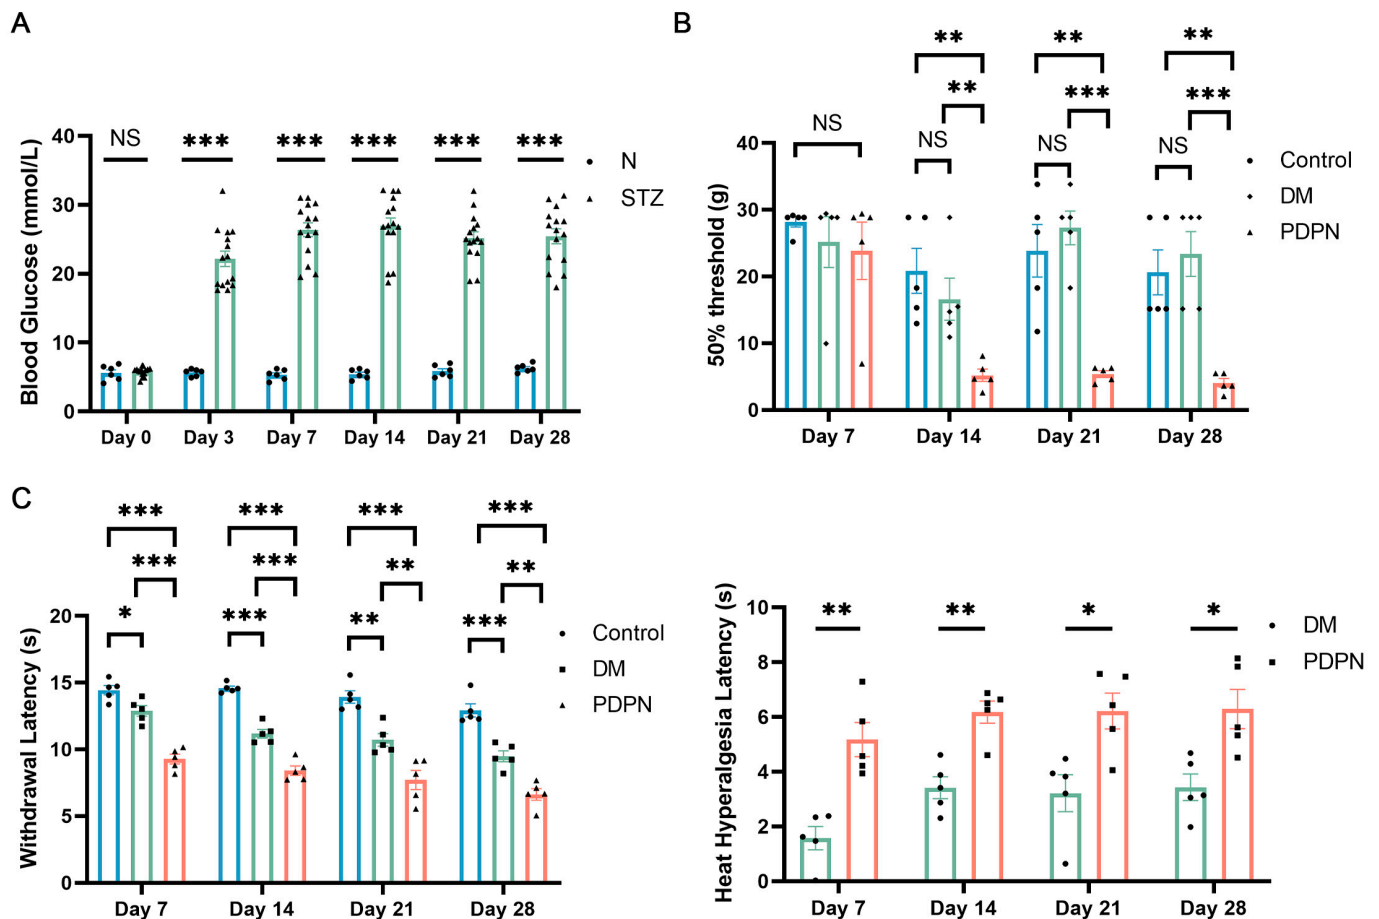 A
Blood Glucose (mmol/L)
40
30
20
10
0
NS
***
***
***
***
***
N
STZ
Day 0
Day 3
Day 7
Day 14
Day 21
Day 28
B
50% threshold (g)
40
30
20
10
0
NS
**
**
NS
**
***
NS
**
***
NS
Control
DM
PDPN
Day 7
Day 14
Day 21
Day 28
C
Withdrawal Latency (s)
20
15
10
5
0
***
***
*
***
***
***
***
**
**
***
**
***
Control
DM
PDPN
Day 7
Day 14
Day 21
Day 28
Heat Hyperalgesia Latency (s)
10
8
6
4
2
0
**
**
*
*
DM
PDPN
Day 7
Day 14
Day 21
Day 28